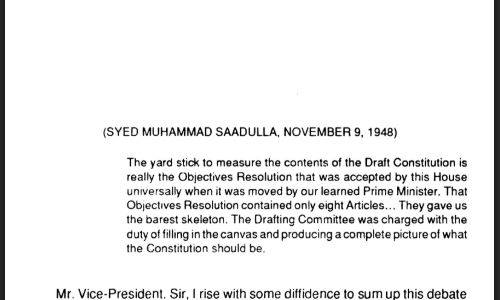 (SYED MUHAMMAD SAADULLA, NOVEMBER 9, 1948)
The yard stick to measure the contents of the Draft Constitution is
really the Objectives Resolution that was accepted by this House
universally when it was moved by our learned Prime Minister. That
Objectives Resolution contained only eight Articles... They gave us
the barest skeleton. The Drafting Committee was charged with the
duty of filling in the canvas and producing a complete picture of what
the Constitution should be.
Mr. Vice-President. Sir, I rise with some diffidence to sum up this debate